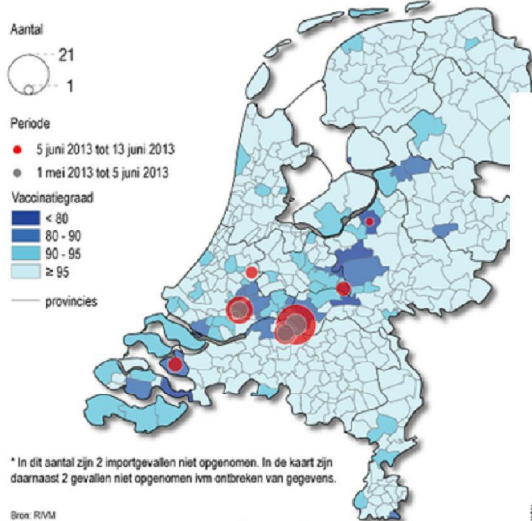 Aantal
21
1
Periode
5 juni 2013 tot 13 juni 2013
1 mei 2013 tot 5 juni 2013
Vaccinatiegraad
< 80
80 - 90
90 - 95
≥ 95
provincies
* In dit aantal zijn 2 importgevallen niet opgenomen. In de kaart zijn
daarnaast 2 gevallen niet opgenomen ivm ontbreken van gegevens.
Bron: RIVM